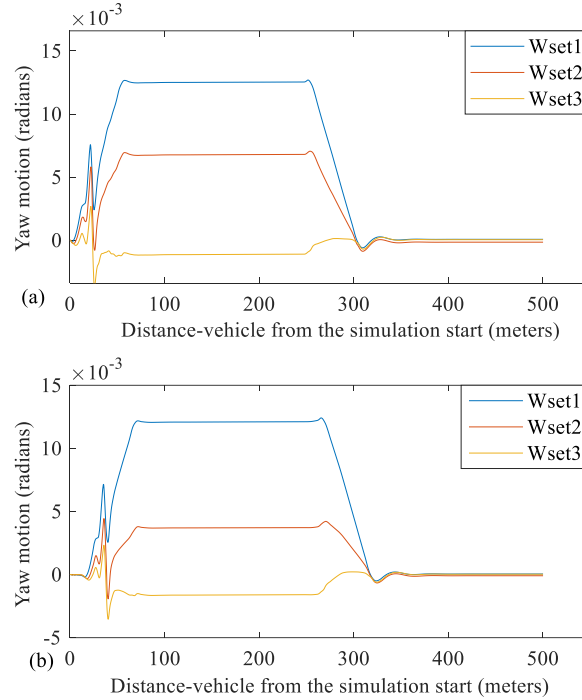 ×10⁻³
15
10
5
0
Yaw motion (radians)
Wset1
Wset2
Wset3
0 100 200 300 400 500
(a)
Distance-vehicle from the simulation start (meters)
×10⁻³
15
10
5
0
-5
Yaw motion (radians)
Wset1
Wset2
Wset3
0 100 200 300 400 500
(b)
Distance-vehicle from the simulation start (meters)